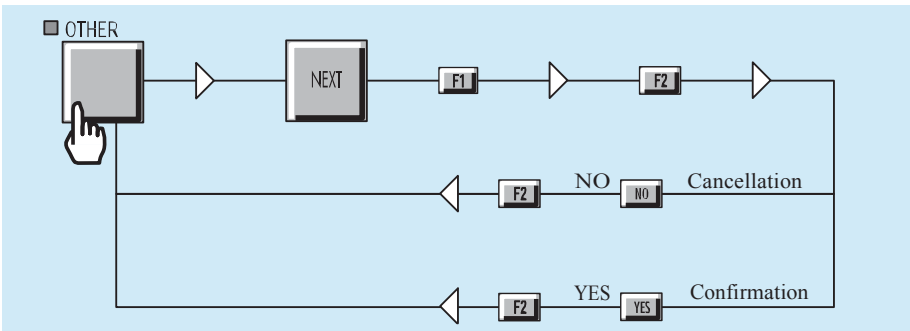 OTHER
NEXT F1 F2
F2 NO NO Cancellation
F2 YES YES Confirmation